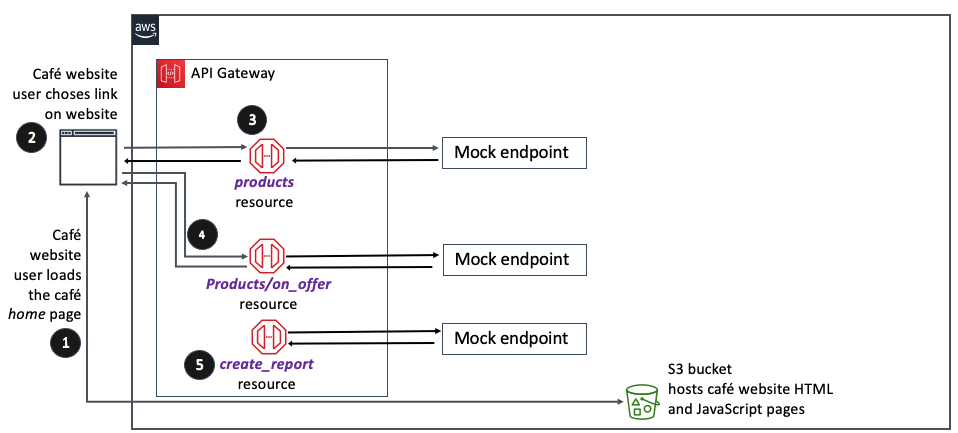 aws
API Gateway
Café website
user choses link
on website
2
3
Mock endpoint
products
resource
4
Café
website
user loads
the café
home page
1
Mock endpoint
Products/on_offer
resource
Mock endpoint
5
create_report
resource
S3 bucket
hosts café website HTML
and JavaScript pages